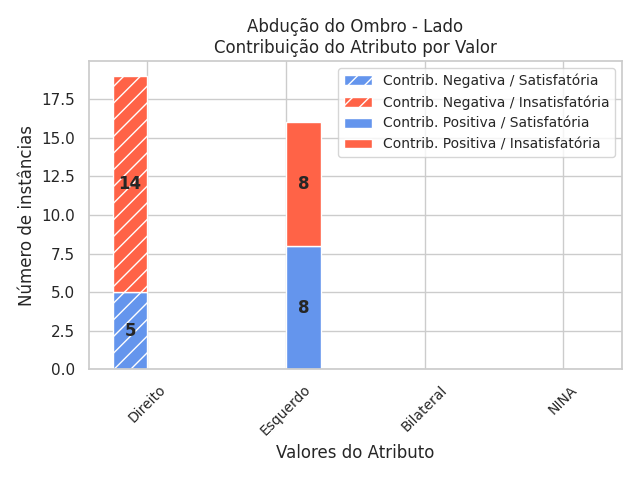 Abdução do Ombro - Lado
Contribuição do Atributo por Valor
Contrib. Negativa / Satisfatória
Contrib. Negativa / Insatisfatória
Contrib. Positiva / Satisfatória
Contrib. Positiva / Insatisfatória
Número de instâncias
17.5
15.0
12.5
10.0
7.5
5.0
2.5
0.0
14
5
8
8
Direito
Esquerdo
Bilateral
NINA
Valores do Atributo